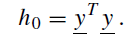 h₀ = y̲ᵀ y̲ .